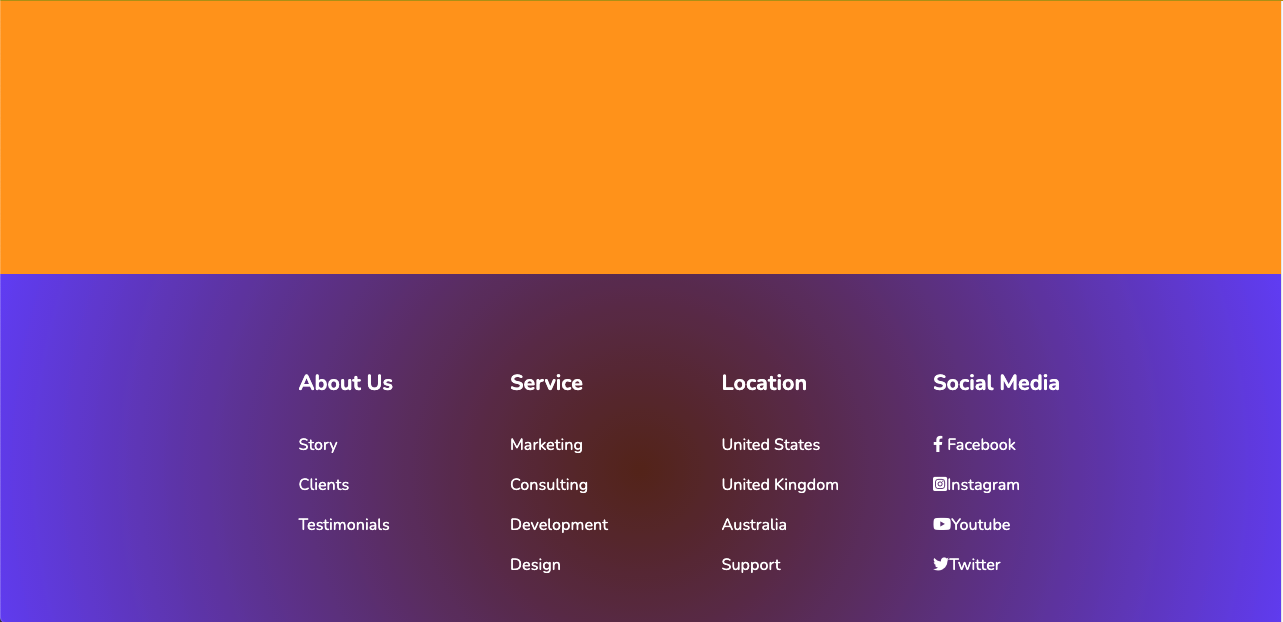 About Us
Story
Clients
Testimonials
Service
Marketing
Consulting
Development
Design
Location
United States
United Kingdom
Australia
Support
Social Media
Facebook
Instagram
Youtube
Twitter